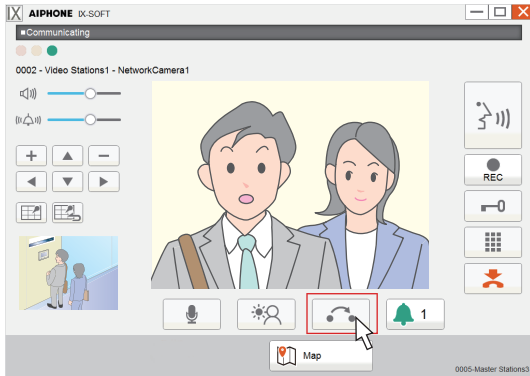 AIPHONE IX-SOFT
■Communicating
0002 - Video Stations1 - NetworkCamera1
REC
1
Map
0005-Master Stations3